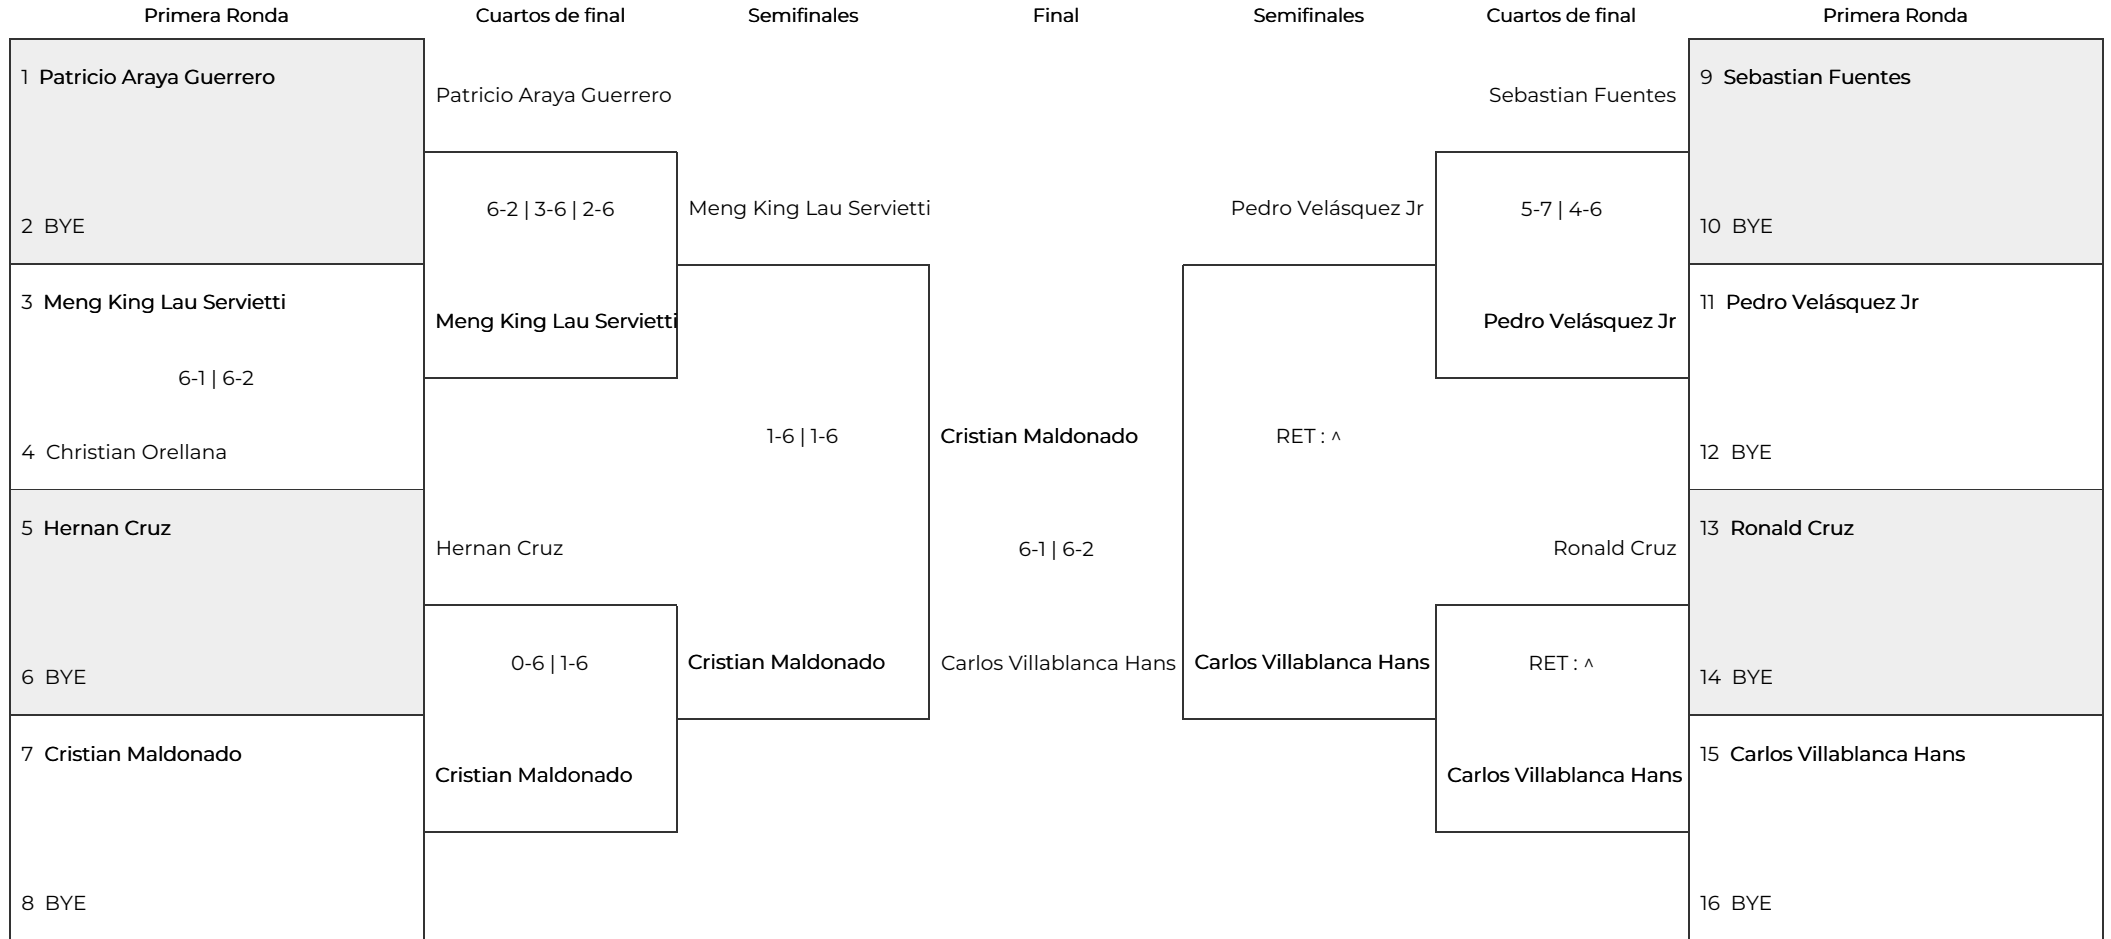 Primera Ronda Cuartos de final Semifinales Final Semifinales Cuartos de final Primera Ronda
1 Patricio Araya Guerrero
Patricio Araya Guerrero
Sebastian Fuentes
9 Sebastian Fuentes
6-2 | 3-6 | 2-6
Meng King Lau Servietti
Pedro Velásquez Jr
5-7 | 4-6
2 BYE
10 BYE
3 Meng King Lau Servietti
Meng King Lau Servietti
Pedro Velásquez Jr
11 Pedro Velásquez Jr
6-1 | 6-2
1-6 | 1-6
Cristian Maldonado
RET : ^
4 Christian Orellana
12 BYE
5 Hernan Cruz
Hernan Cruz
6-1 | 6-2
Ronald Cruz
13 Ronald Cruz
0-6 | 1-6
Cristian Maldonado
Carlos Villablanca Hans
Carlos Villablanca Hans
RET : ^
6 BYE
14 BYE
7 Cristian Maldonado
Cristian Maldonado
Carlos Villablanca Hans
15 Carlos Villablanca Hans
8 BYE
16 BYE